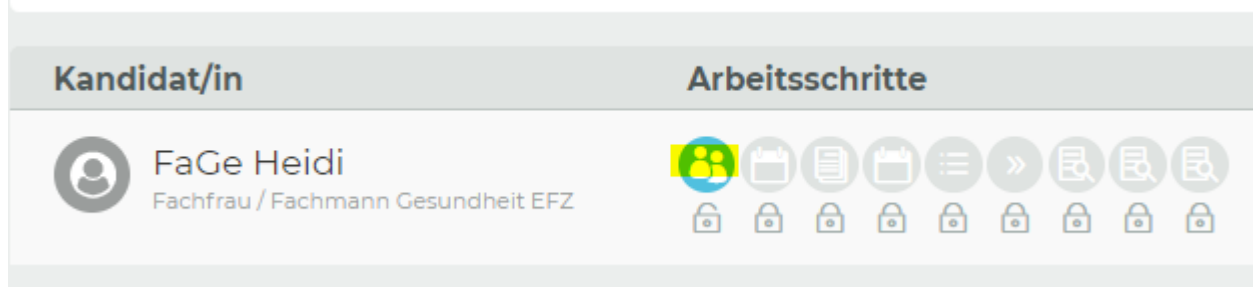 Kandidat/in
Arbeitsschritte
FaGe Heidi
Fachfrau / Fachmann Gesundheit EFZ